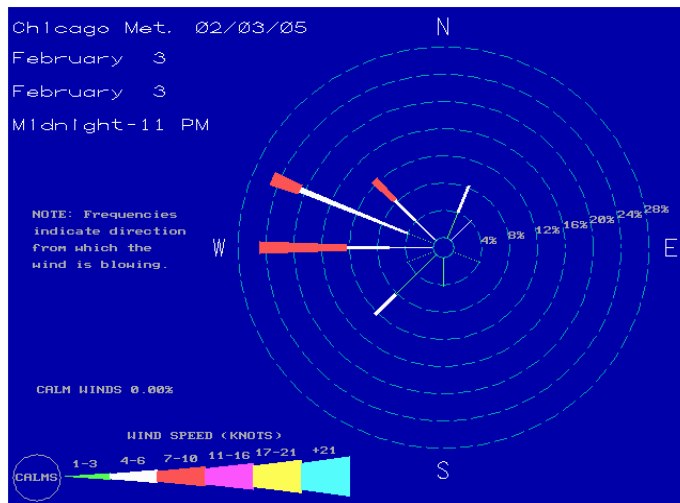 Chicago Met. 02/03/05
February 3
February 3
Midnight-11 PM
N
NOTE: Frequencies
indicate direction
from which the
wind is blowing.
W
E
4% 8% 12% 16% 20% 24% 28%
CALM WINDS 0.00%
WIND SPEED (KNOTS)
1-3 4-6 7-10 11-16 17-21 +21
CALMS
S